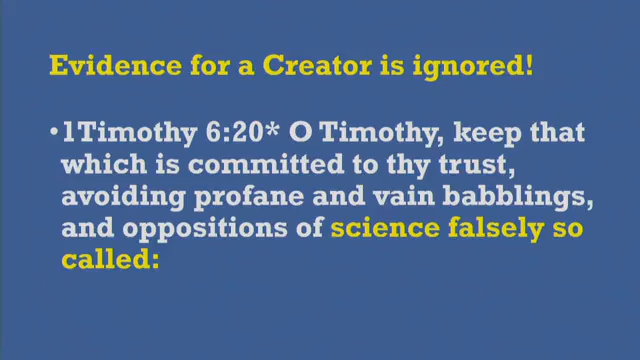 Evidence for a Creator is ignored!
•1Timothy 6:20* O Timothy, keep that
which is committed to thy trust,
avoiding profane and vain babblings,
and oppositions of science falsely so
called: